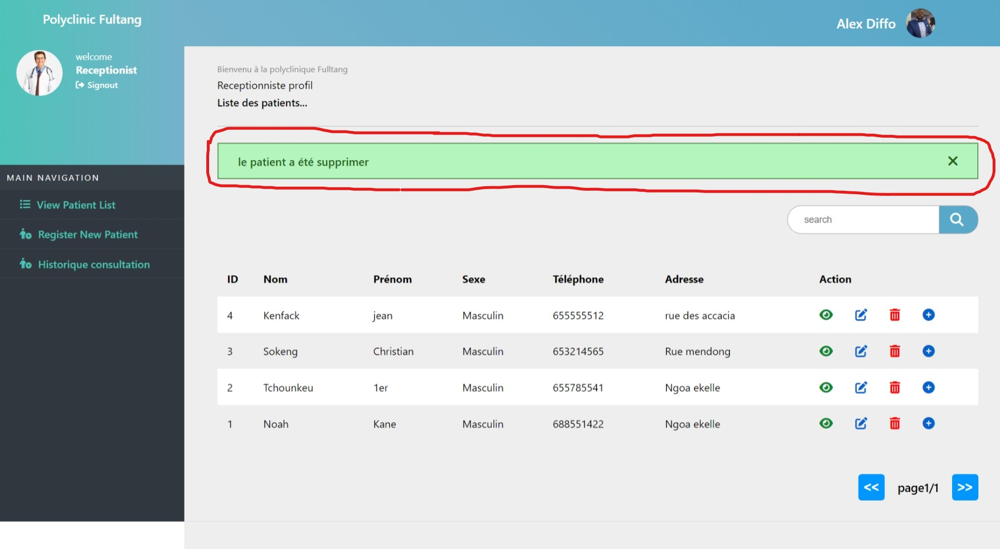 Polyclinic Fultang
Alex Diffo
welcome
Receptionist
Signout
Bienvenu à la polyclinique Fulltang
Receptionniste profil
Liste des patients...
le patient a été supprimer
MAIN NAVIGATION
View Patient List
Register New Patient
Historique consultation
search
ID Nom Prénom Sexe Téléphone Adresse Action
4 Kenfack jean Masculin 655555512 rue des accacia
3 Sokeng Christian Masculin 653214565 Rue mendong
2 Tchounkeu 1er Masculin 655785541 Ngoa ekelle
1 Noah Kane Masculin 688551422 Ngoa ekelle
<< page1/1 >>